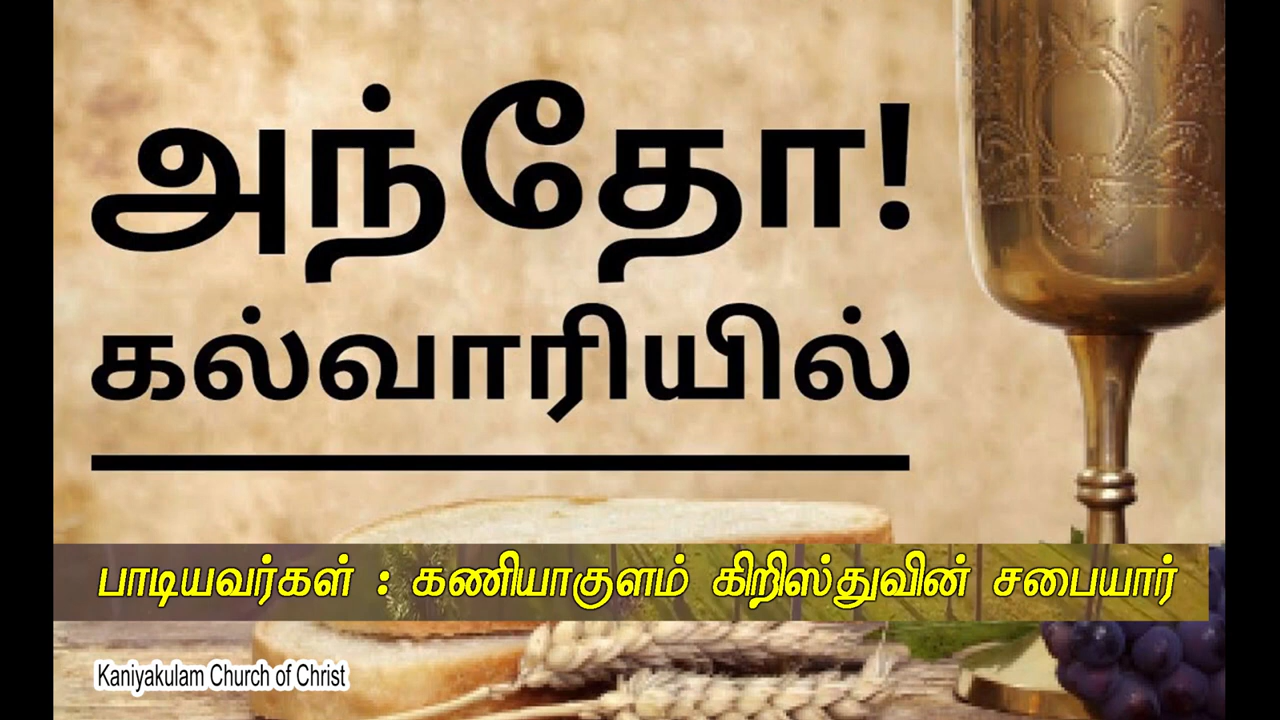 அந்தோ!
கல்வாரியில்
பாடியவர்கள் : கணியாகுளம் கிறிஸ்துவின் சபையார்
Kaniyakulam Church of Christ